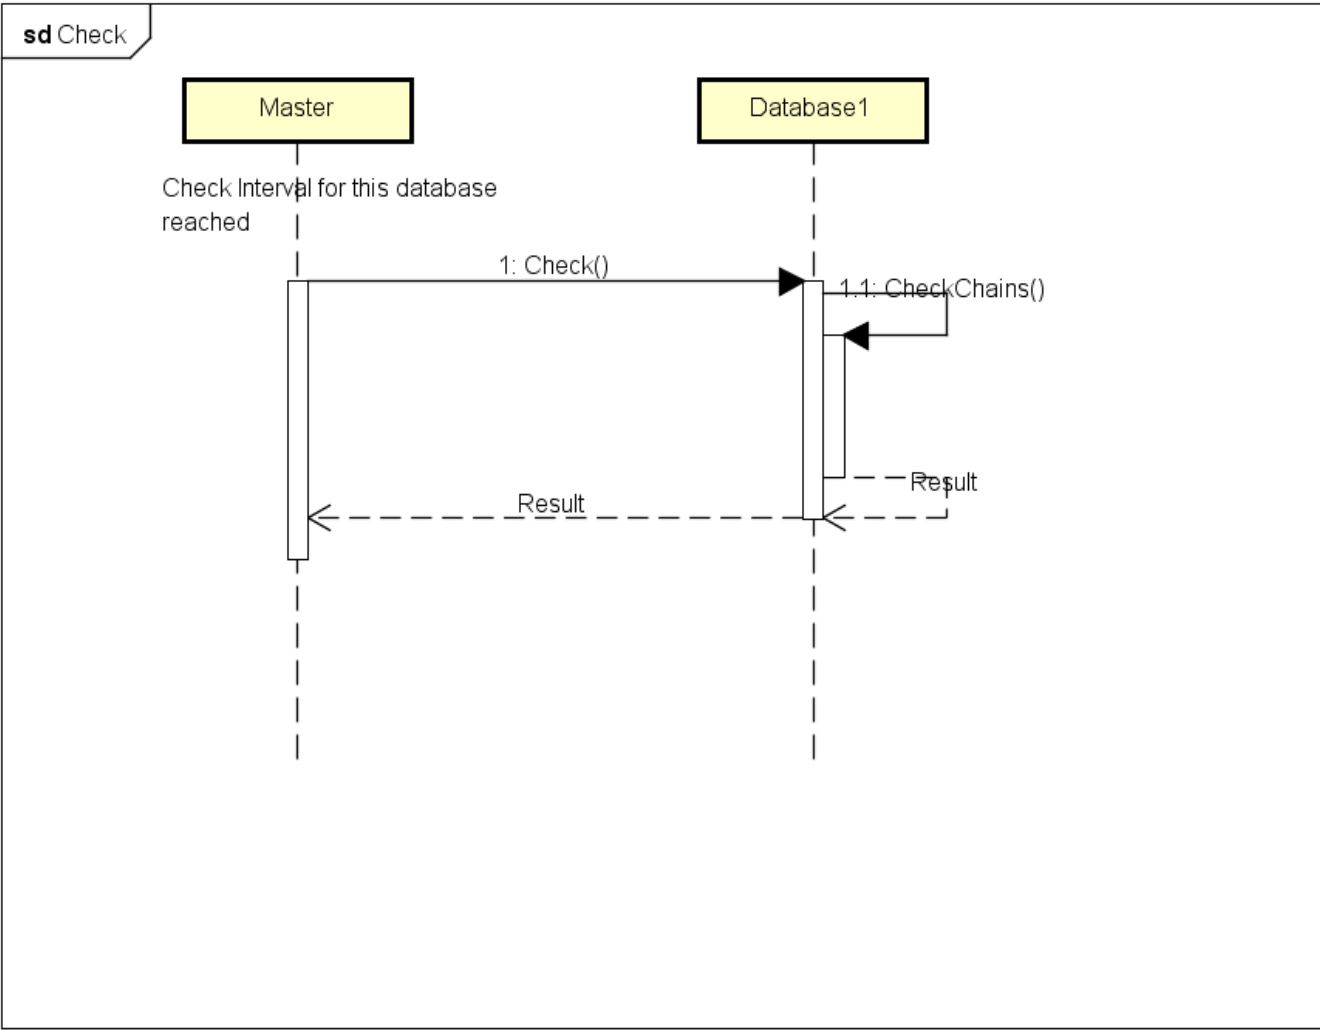 sd Check
Master
Database1
Check Interval for this database
reached
1: Check()
1.1: CheckChains()
Result
Result